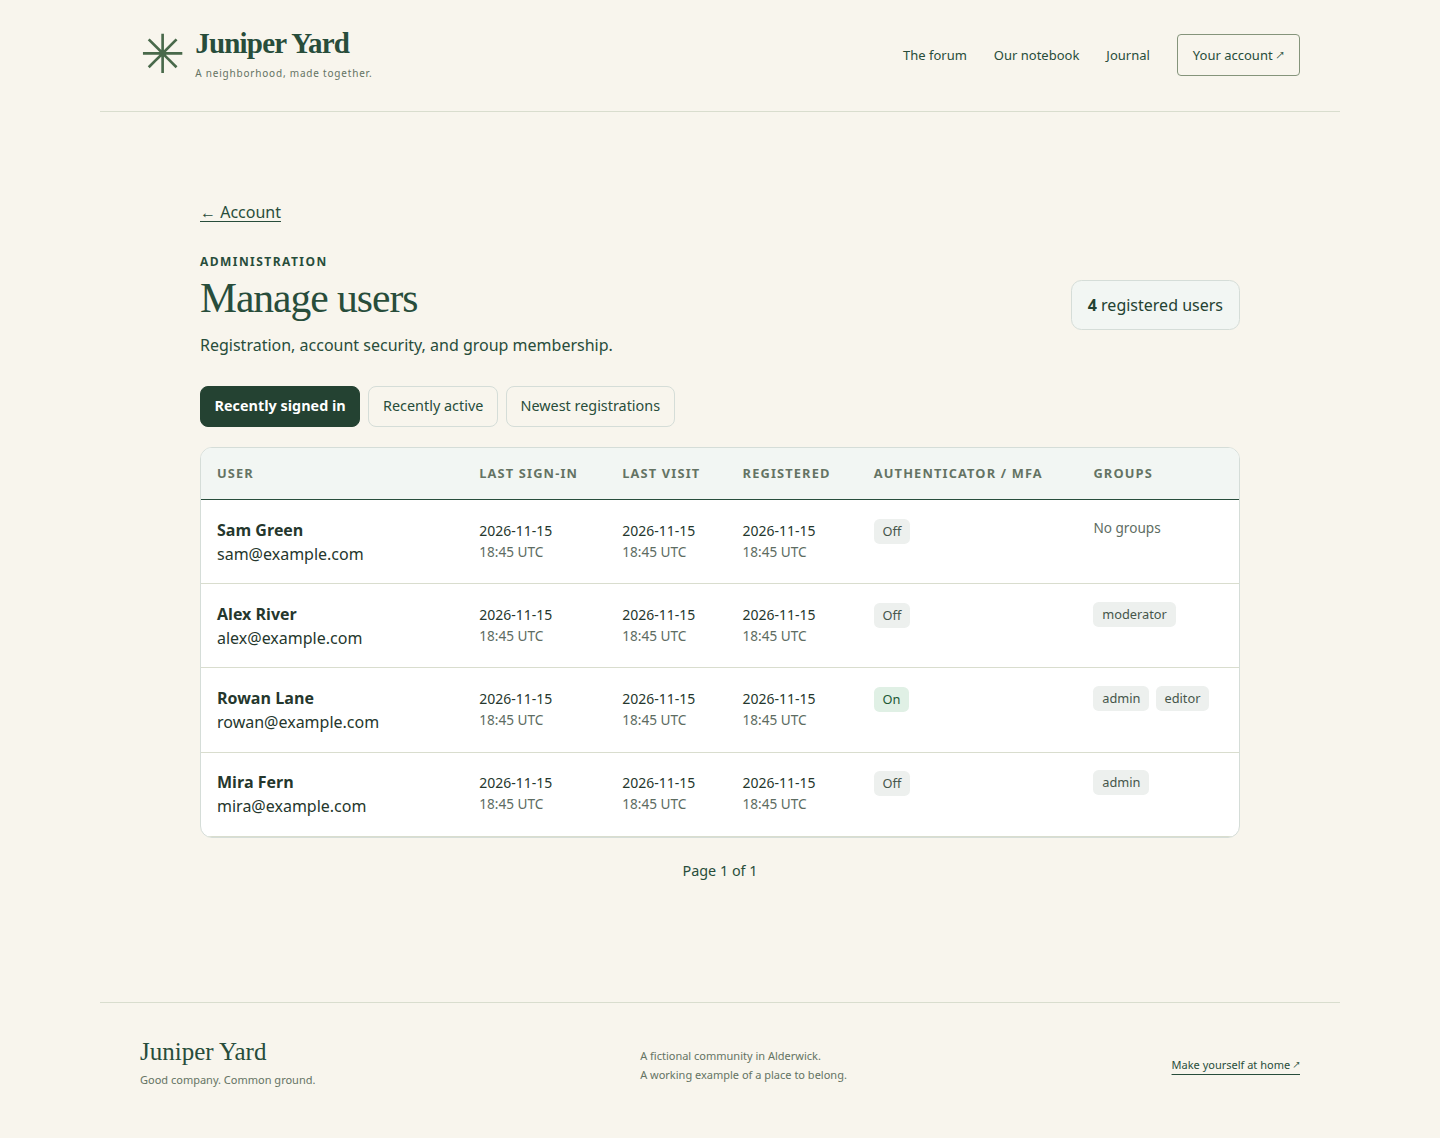 Juniper Yard
A neighborhood, made together.
The forum
Our notebook
Journal
Your account ↗
← Account
ADMINISTRATION
Manage users
4 registered users
Registration, account security, and group membership.
Recently signed in
Recently active
Newest registrations
USER LAST SIGN-IN LAST VISIT REGISTERED AUTHENTICATOR / MFA GROUPS
Sam Green 2026-11-15 2026-11-15 2026-11-15 Off No groups
sam@example.com 18:45 UTC 18:45 UTC 18:45 UTC
Alex River 2026-11-15 2026-11-15 2026-11-15 Off moderator
alex@example.com 18:45 UTC 18:45 UTC 18:45 UTC
Rowan Lane 2026-11-15 2026-11-15 2026-11-15 On admin editor
rowan@example.com 18:45 UTC 18:45 UTC 18:45 UTC
Mira Fern 2026-11-15 2026-11-15 2026-11-15 Off admin
mira@example.com 18:45 UTC 18:45 UTC 18:45 UTC
Page 1 of 1
Juniper Yard
Good company. Common ground.
A fictional community in Alderwick.
A working example of a place to belong.
Make yourself at home ↗